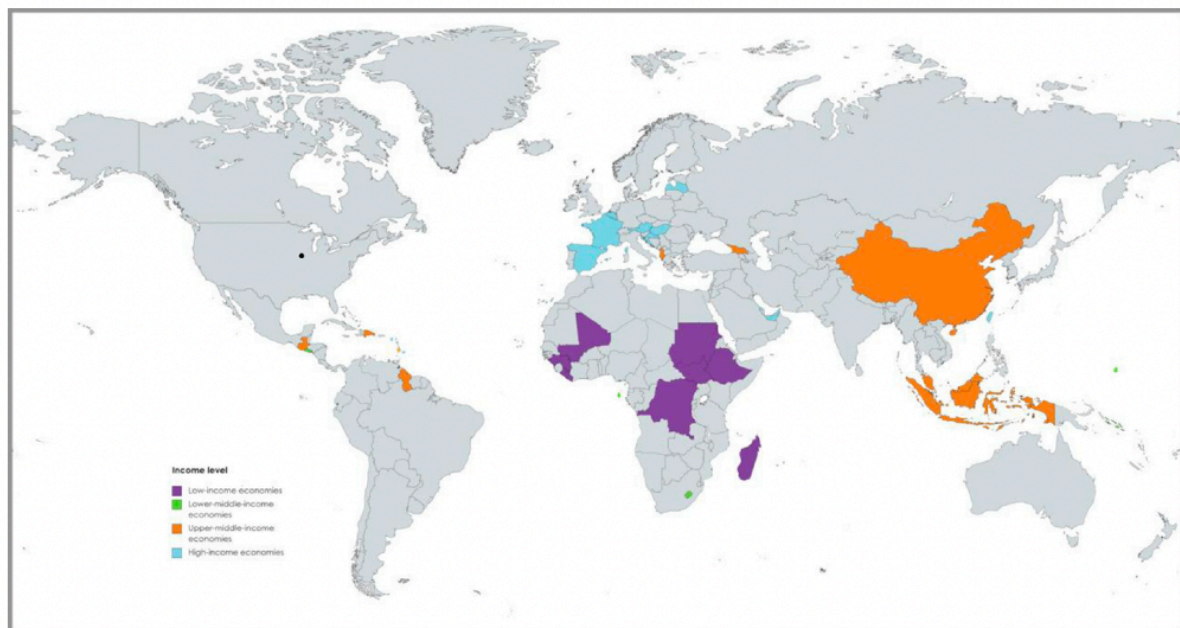 Income level
Low-income economies
Lower-middle-income
economies
Upper-middle-income
economies
High-income economies